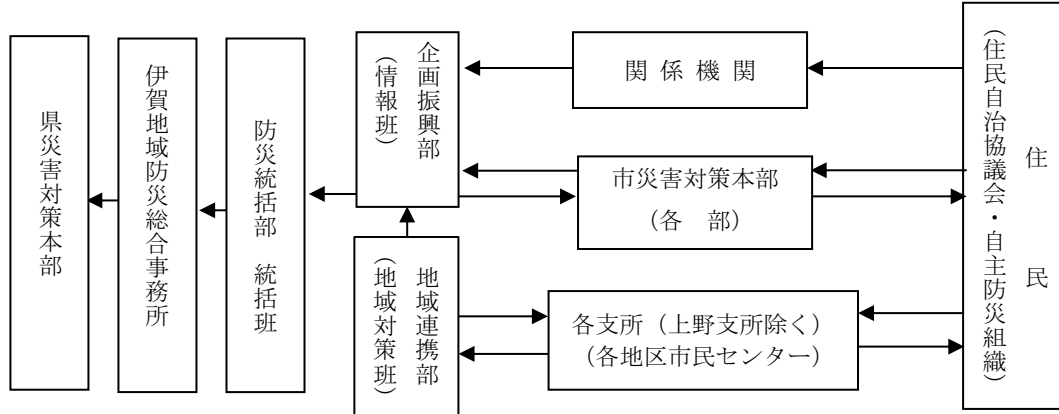 県災害対策本部
伊賀地域防災総合事務所
防災統括部　統括班
企画振興部
（情報班）
地域連携部
（地域対策班）
関 係 機 関
市災害対策本部
（各　部）
各支所（上野支所除く）
（各地区市民センター）
住　　民
（住民自治協議会・自主防災組織）